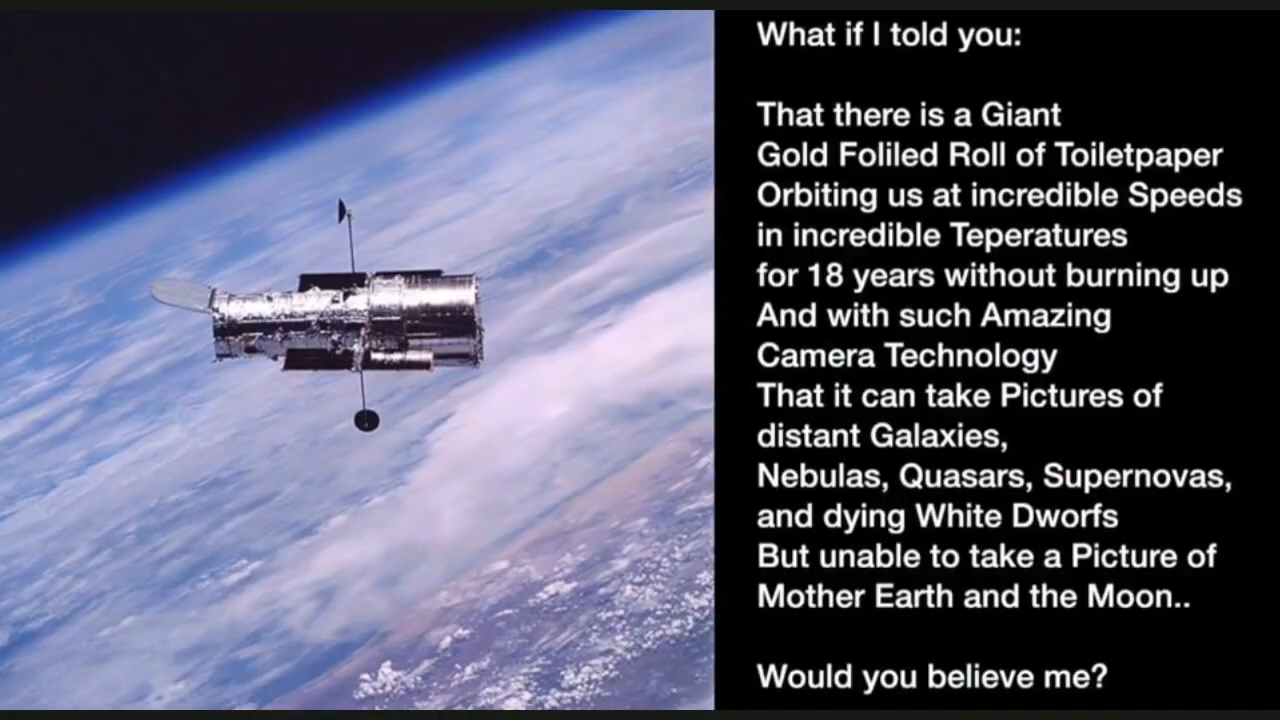 What if I told you:
That there is a Giant
Gold Foliled Roll of Toiletpaper
Orbiting us at incredible Speeds
in incredible Teperatures
for 18 years without burning up
And with such Amazing
Camera Technology
That it can take Pictures of
distant Galaxies,
Nebulas, Quasars, Supernovas,
and dying White Dworfs
But unable to take a Picture of
Mother Earth and the Moon..
Would you believe me?